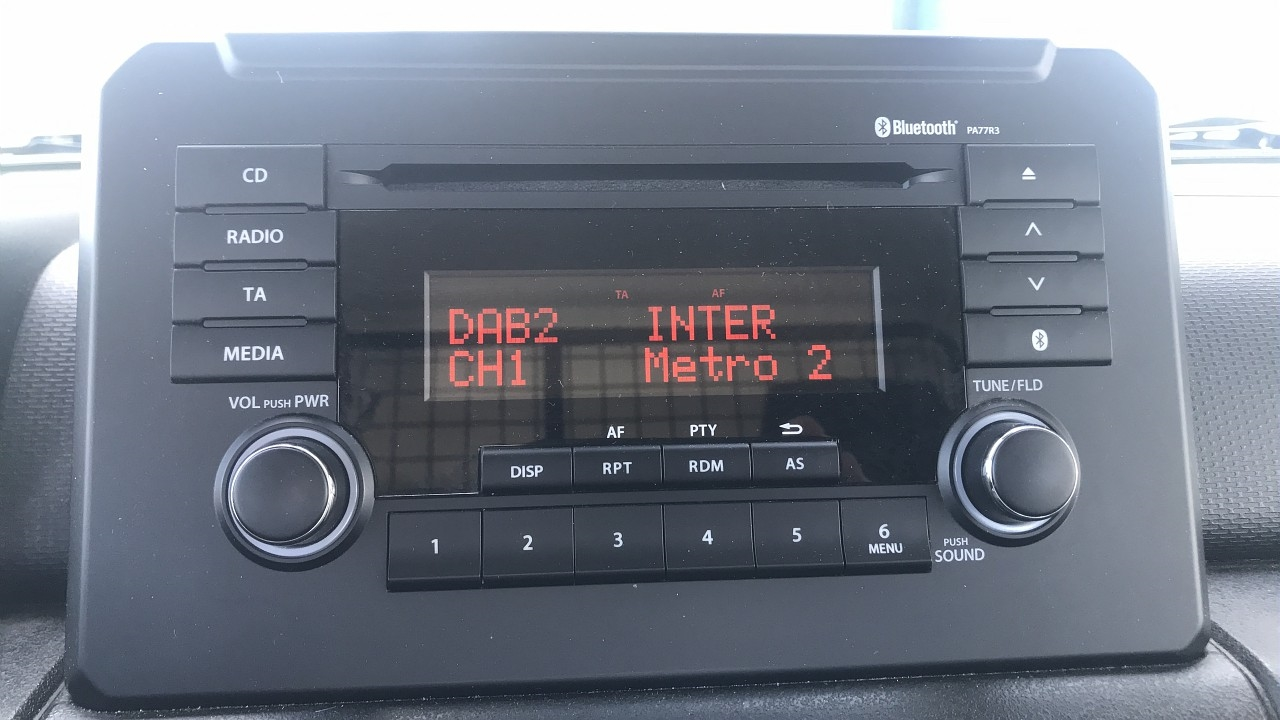 Bluetooth® PA77R3
CD
RADIO
TA
MEDIA
TA AF
DAB2 INTER
CH1 Metro 2
VOL PUSH PWR
TUNE/FLD
AF PTY
DISP RPT RDM AS
1 2 3 4 5 6
MENU
PUSH
SOUND